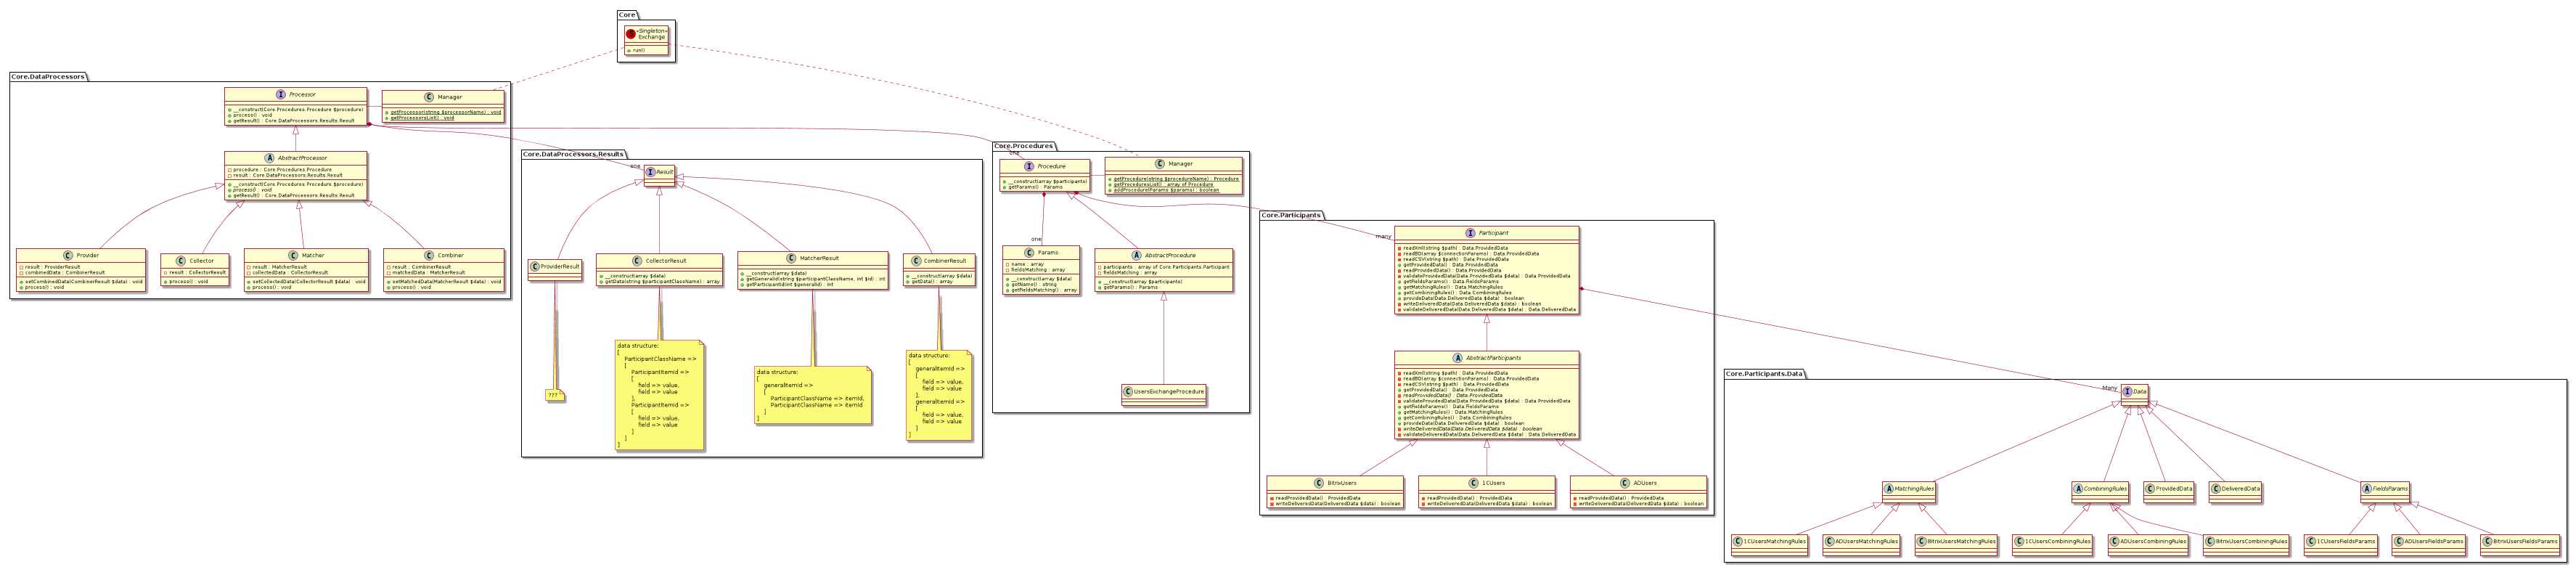 Core
S
«Singleton»
Exchange
run()
Core.DataProcessors
I Processor
__construct(Core.Procedures.Procedure $procedure)
process() : void
getResult() : Core.DataProcessors.Results.Result
C Manager
getProcessor(string $processorName) : void
getProcessorsList() : void
A AbstractProcessor
procedure : Core.Procedures.Procedure
result : Core.DataProcessors.Results.Result
__construct(Core.Procedures.Procedure $procedure)
process() : void
getResult() : Core.DataProcessors.Results.Result
C Provider
result : ProviderResult
combinedData : CombinerResult
setCombinedData(CombinerResult $data) : void
process() : void
C Collector
result : CollectorResult
process() : void
C Matcher
result : MatcherResult
collectedData : CollectorResult
setCollectedData(CollectorResult $data) : void
process() : void
C Combiner
result : CombinerResult
matchedData : MatcherResult
setMatchedData(MatcherResult $data) : void
process() : void
Core.DataProcessors.Results
one
I Result
C ProviderResult
C CollectorResult
__construct(array $data)
getData(string $participantClassName) : array
C MatcherResult
__construct(array $data)
getGeneralId(string $participantClassName, int $id) : int
getParticipantId(int $generalId) : int
C CombinerResult
__construct(array $data)
getData() : array
???
data structure:
[
ParticipantClassName =>
[
ParticipantItemId =>
[
field => value,
field => value
],
ParticipantItemId =>
[
field => value,
field => value
]
]
]
data structure:
[
generalItemId =>
[
ParticipantClassName => itemId,
ParticipantClassName => itemId
]
]
data structure:
[
generalItemId =>
[
field => value,
field => value
],
generalItemId =>
[
field => value,
field => value
]
]
Core.Procedures
one
I Procedure
__construct(array $participants)
getParams() : Params
C Manager
getProcedure(string $procedureName) : Procedure
getProceduresList() : array of Procedure
addProcedure(Params $params) : boolean
one
C Params
name : array
fieldsMatching : array
__construct(array $data)
getName() : string
getFieldsMatching() : array
A AbstractProcedure
participants : array of Core.Participants.Participant
fieldsMatching : array
__construct(array $participants)
getParams() : Params
C UsersExchangeProcedure
Core.Participants
many
I Participant
readXml(string $path) : Data.ProvidedData
readBD(array $connectionParams) : Data.ProvidedData
readCSV(string $path) : Data.ProvidedData
getProvidedData() : Data.ProvidedData
readProvidedData() : Data.ProvidedData
validateProvidedData(Data.ProvidedData $data) : Data.ProvidedData
getFieldsParams() : Data.FieldsParams
getMatchingRules() : Data.MatchingRules
getCombiningRules() : Data.CombiningRules
provideData(Data.DeliveredData $data) : boolean
writeDeliveredData(Data.DeliveredData $data) : boolean
validateDeliveredData(Data.DeliveredData $data) : Data.DeliveredData
A AbstractParticipants
readXml(string $path) : Data.ProvidedData
readBD(array $connectionParams) : Data.ProvidedData
readCSV(string $path) : Data.ProvidedData
getProvidedData() : Data.ProvidedData
readProvidedData() : Data.ProvidedData
validateProvidedData(Data.ProvidedData $data) : Data.ProvidedData
getFieldsParams() : Data.FieldsParams
getMatchingRules() : Data.MatchingRules
getCombiningRules() : Data.CombiningRules
provideData(Data.DeliveredData $data) : boolean
writeDeliveredData(Data.DeliveredData $data) : boolean
validateDeliveredData(Data.DeliveredData $data) : Data.DeliveredData
C BitrixUsers
readProvidedData() : ProvidedData
writeDeliveredData(DeliveredData $data) : boolean
C 1CUsers
readProvidedData() : ProvidedData
writeDeliveredData(DeliveredData $data) : boolean
C ADUsers
readProvidedData() : ProvidedData
writeDeliveredData(DeliveredData $data) : boolean
Core.Participants.Data
Many
I Data
A MatchingRules
A CombiningRules
C ProvidedData
C DeliveredData
A FieldsParams
C 1CUsersMatchingRules
C ADUsersMatchingRules
C BitrixUsersMatchingRules
C 1CUsersCombiningRules
C ADUsersCombiningRules
C BitrixUsersCombiningRules
C 1CUsersFieldsParams
C ADUsersFieldsParams
C BitrixUsersFieldsParams